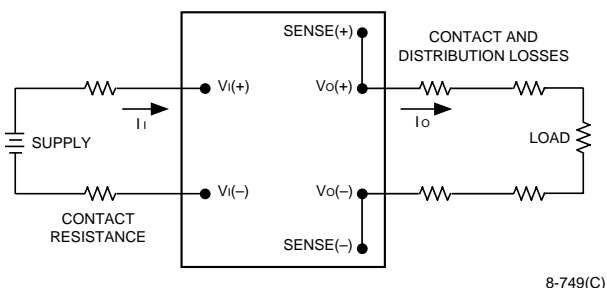 SENSE(+)
CONTACT AND
DISTRIBUTION LOSSES
VI(+)
VO(+)
II
IO
SUPPLY
LOAD
VI(–)
VO(–)
CONTACT
RESISTANCE
SENSE(–)
8-749(C)